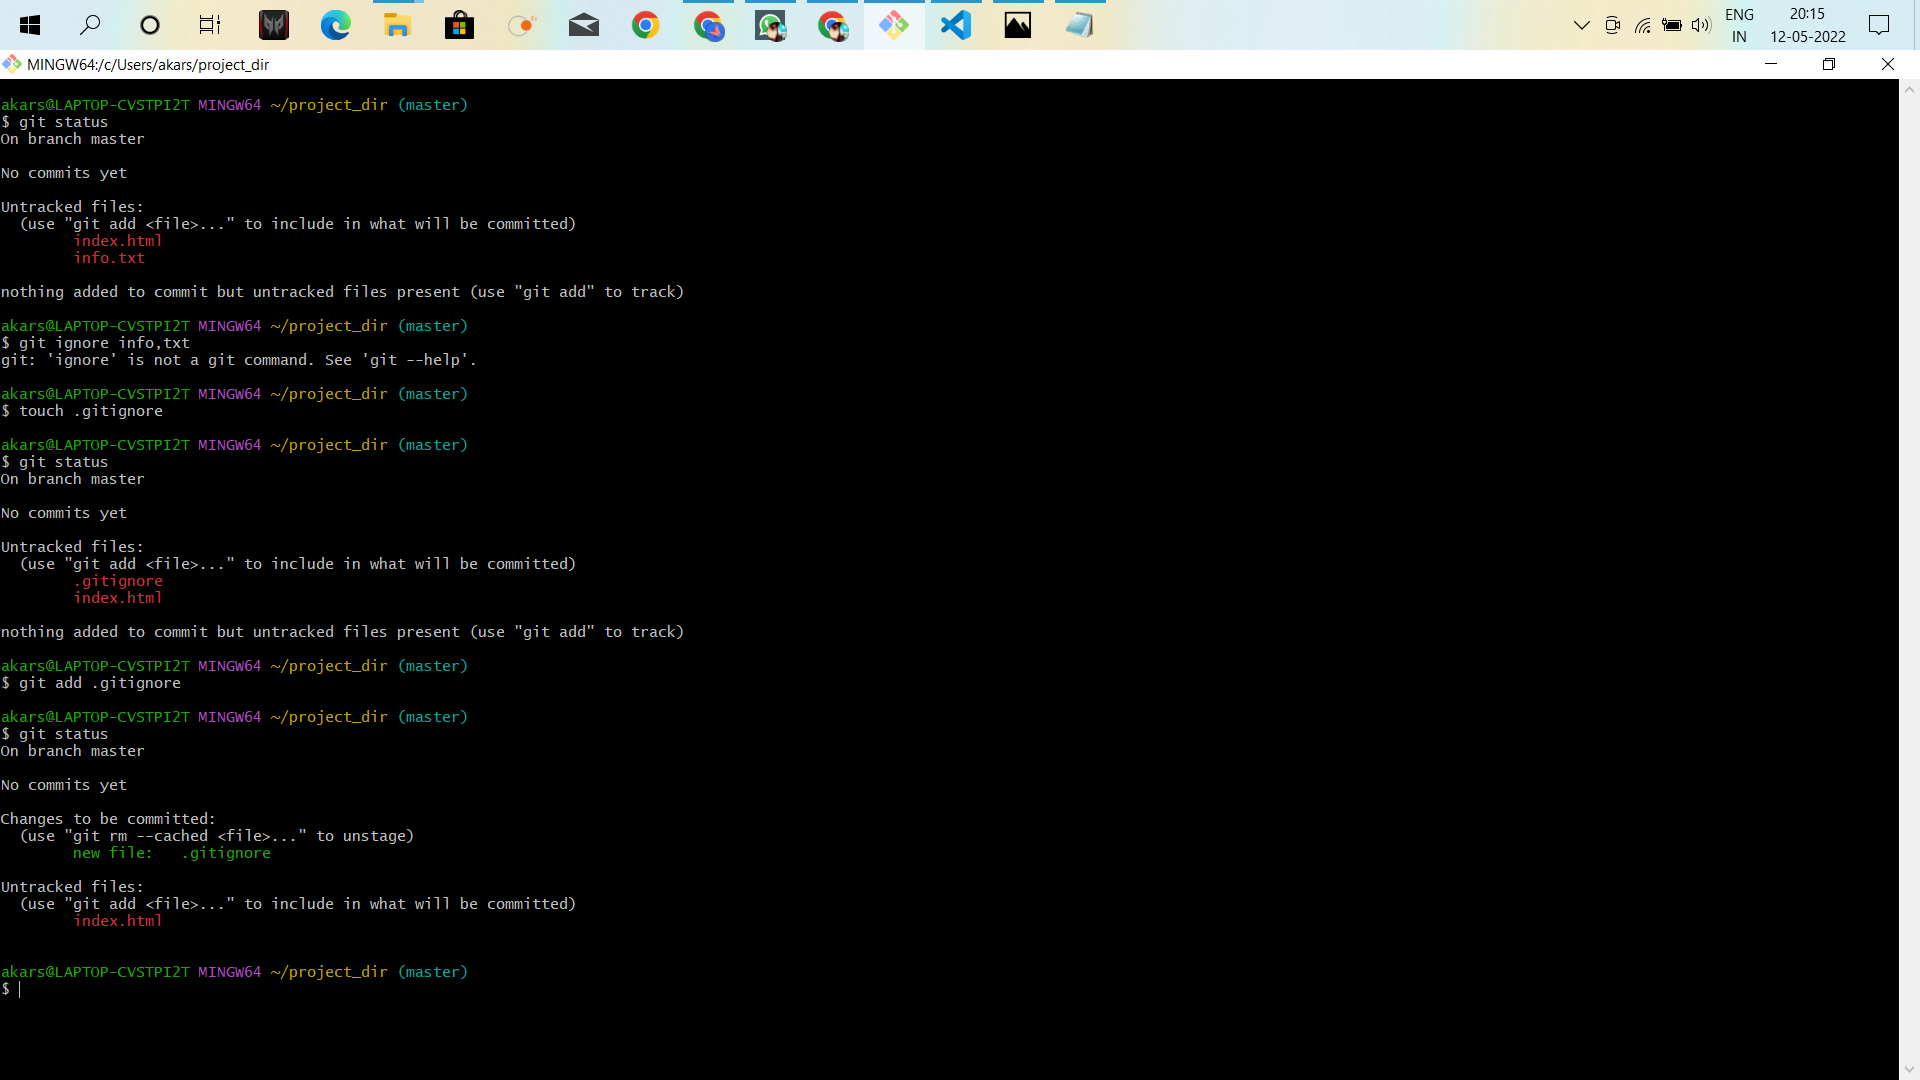 ENG
IN
20:15
12-05-2022
MINGW64:/c/Users/akars/project_dir
akars@LAPTOP-CVSTPI2T MINGW64 ~/project_dir (master)
$ git status
On branch master
No commits yet
Untracked files:
(use "git add <file>..." to include in what will be committed)
index.html
info.txt
nothing added to commit but untracked files present (use "git add" to track)
akars@LAPTOP-CVSTPI2T MINGW64 ~/project_dir (master)
$ git ignore info,txt
git: 'ignore' is not a git command. See 'git --help'.
akars@LAPTOP-CVSTPI2T MINGW64 ~/project_dir (master)
$ touch .gitignore
akars@LAPTOP-CVSTPI2T MINGW64 ~/project_dir (master)
$ git status
On branch master
No commits yet
Untracked files:
(use "git add <file>..." to include in what will be committed)
.gitignore
index.html
nothing added to commit but untracked files present (use "git add" to track)
akars@LAPTOP-CVSTPI2T MINGW64 ~/project_dir (master)
$ git add .gitignore
akars@LAPTOP-CVSTPI2T MINGW64 ~/project_dir (master)
$ git status
On branch master
No commits yet
Changes to be committed:
(use "git rm --cached <file>..." to unstage)
new file:   .gitignore
Untracked files:
(use "git add <file>..." to include in what will be committed)
index.html
akars@LAPTOP-CVSTPI2T MINGW64 ~/project_dir (master)
$